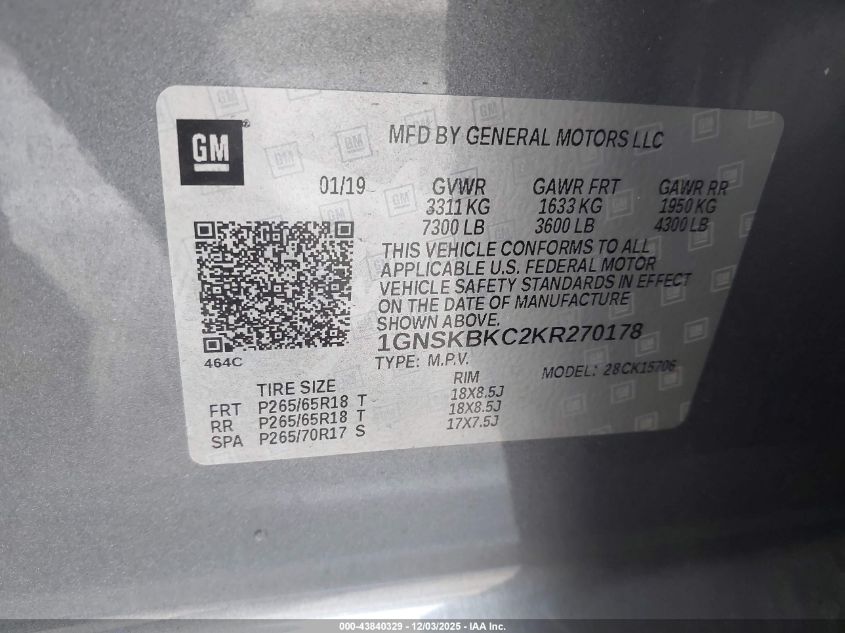 GM
MFD BY GENERAL MOTORS LLC
01/19 GVWR GAWR FRT GAWR RR
3311 KG 1633 KG 1950 KG
7300 LB 3600 LB 4300 LB
THIS VEHICLE CONFORMS TO ALL
APPLICABLE U.S. FEDERAL MOTOR
VEHICLE SAFETY STANDARDS IN EFFECT
ON THE DATE OF MANUFACTURE
SHOWN ABOVE.
1GNSKBKC2KR270178
464C
TYPE: M.P.V. MODEL: 28CK15706
TIRE SIZE RIM
FRT P265/65R18 T 18X8.5J
RR P265/65R18 T 18X8.5J
SPA P265/70R17 S 17X7.5J
000-43840329 - 12/03/2025 - IAA Inc.